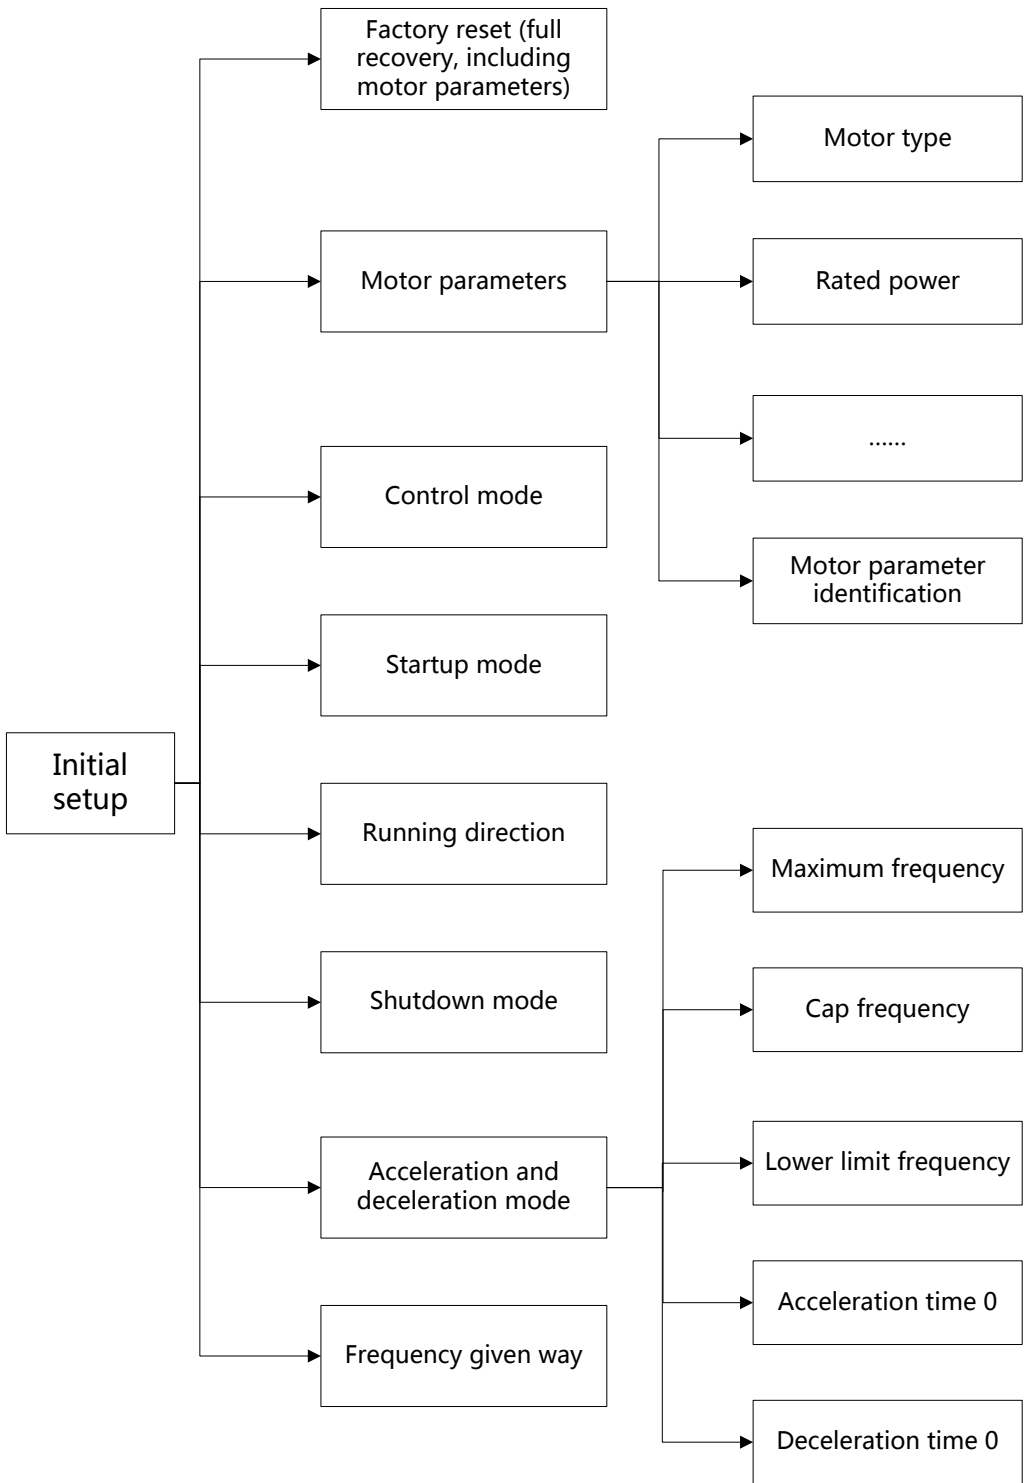 Factory reset (full
recovery, including
motor parameters)
Motor type
Motor parameters
Rated power
......
Control mode
Motor parameter
identification
Startup mode
Initial
setup
Running direction
Maximum frequency
Shutdown mode
Cap frequency
Acceleration and
deceleration mode
Lower limit frequency
Acceleration time 0
Frequency given way
Deceleration time 0